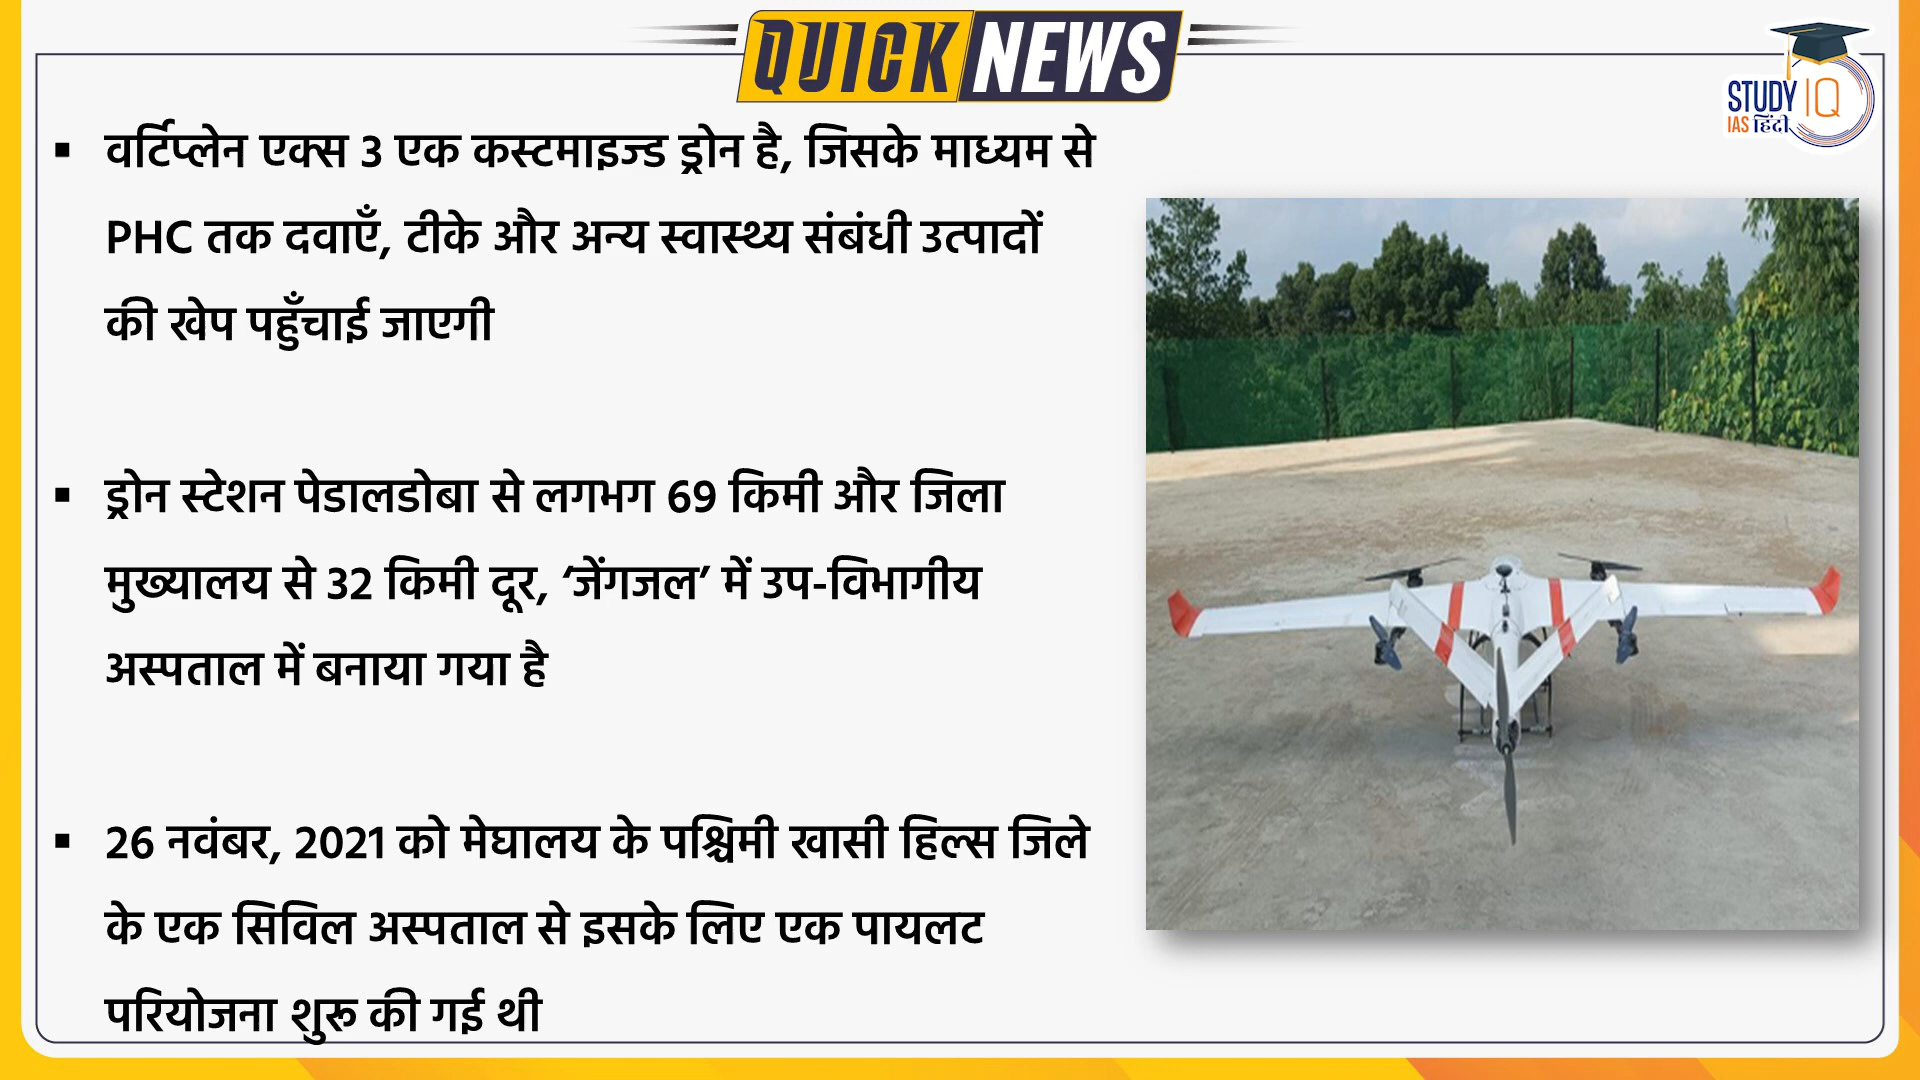 QUICK NEWS
STUDY IQ
IAS हिंदी
▪ वर्टिप्लेन एक्स 3 एक कस्टमाइज्ड ड्रोन है, जिसके माध्यम से
PHC तक दवाएँ, टीके और अन्य स्वास्थ्य संबंधी उत्पादों
की खेप पहुँचाई जाएगी
▪ ड्रोन स्टेशन पेडालडोबा से लगभग 69 किमी और जिला
मुख्यालय से 32 किमी दूर, ‘जेंगजल’ में उप-विभागीय
अस्पताल में बनाया गया है
▪ 26 नवंबर, 2021 को मेघालय के पश्चिमी खासी हिल्स जिले
के एक सिविल अस्पताल से इसके लिए एक पायलट
परियोजना शुरू की गई थी